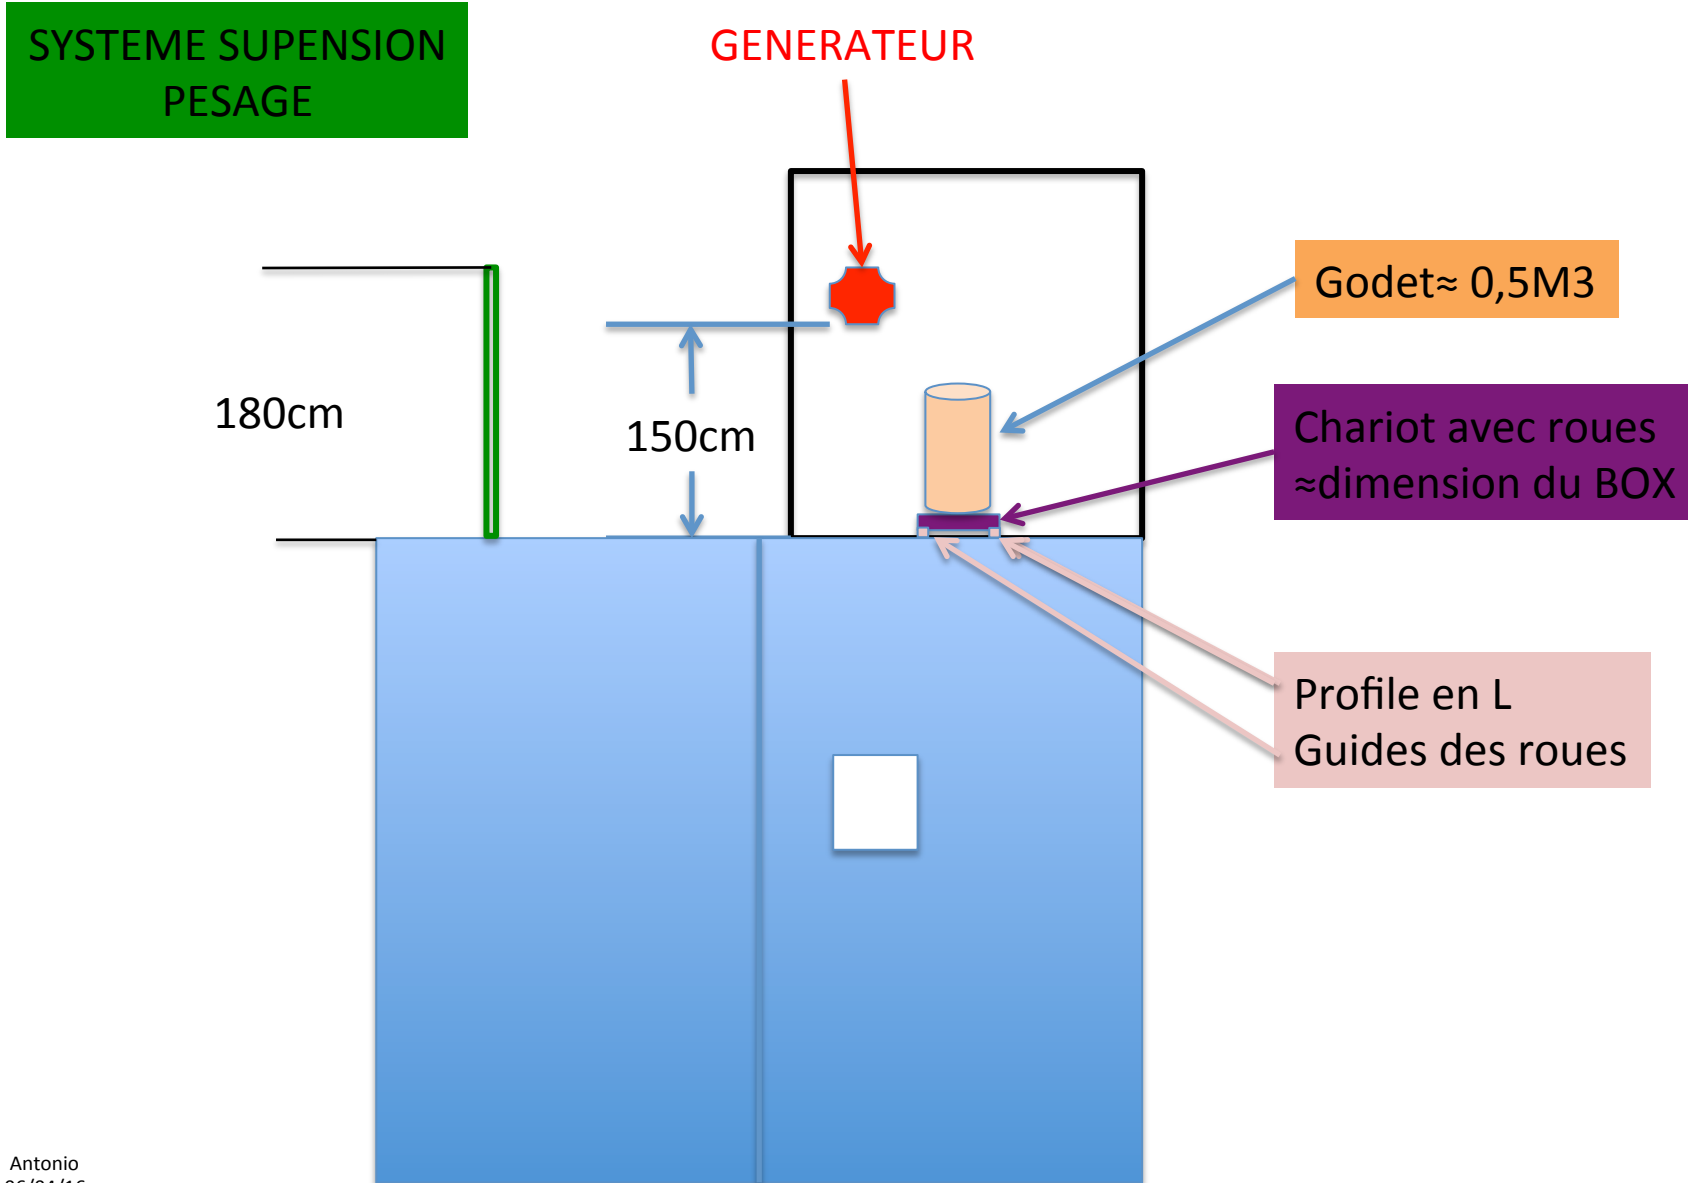 SYSTEME SUPENSION
PESAGE
GENERATEUR
Godet≈ 0,5M3
180cm
150cm
Chariot avec roues
≈dimension du BOX
Profile en L
Guides des roues
Antonio